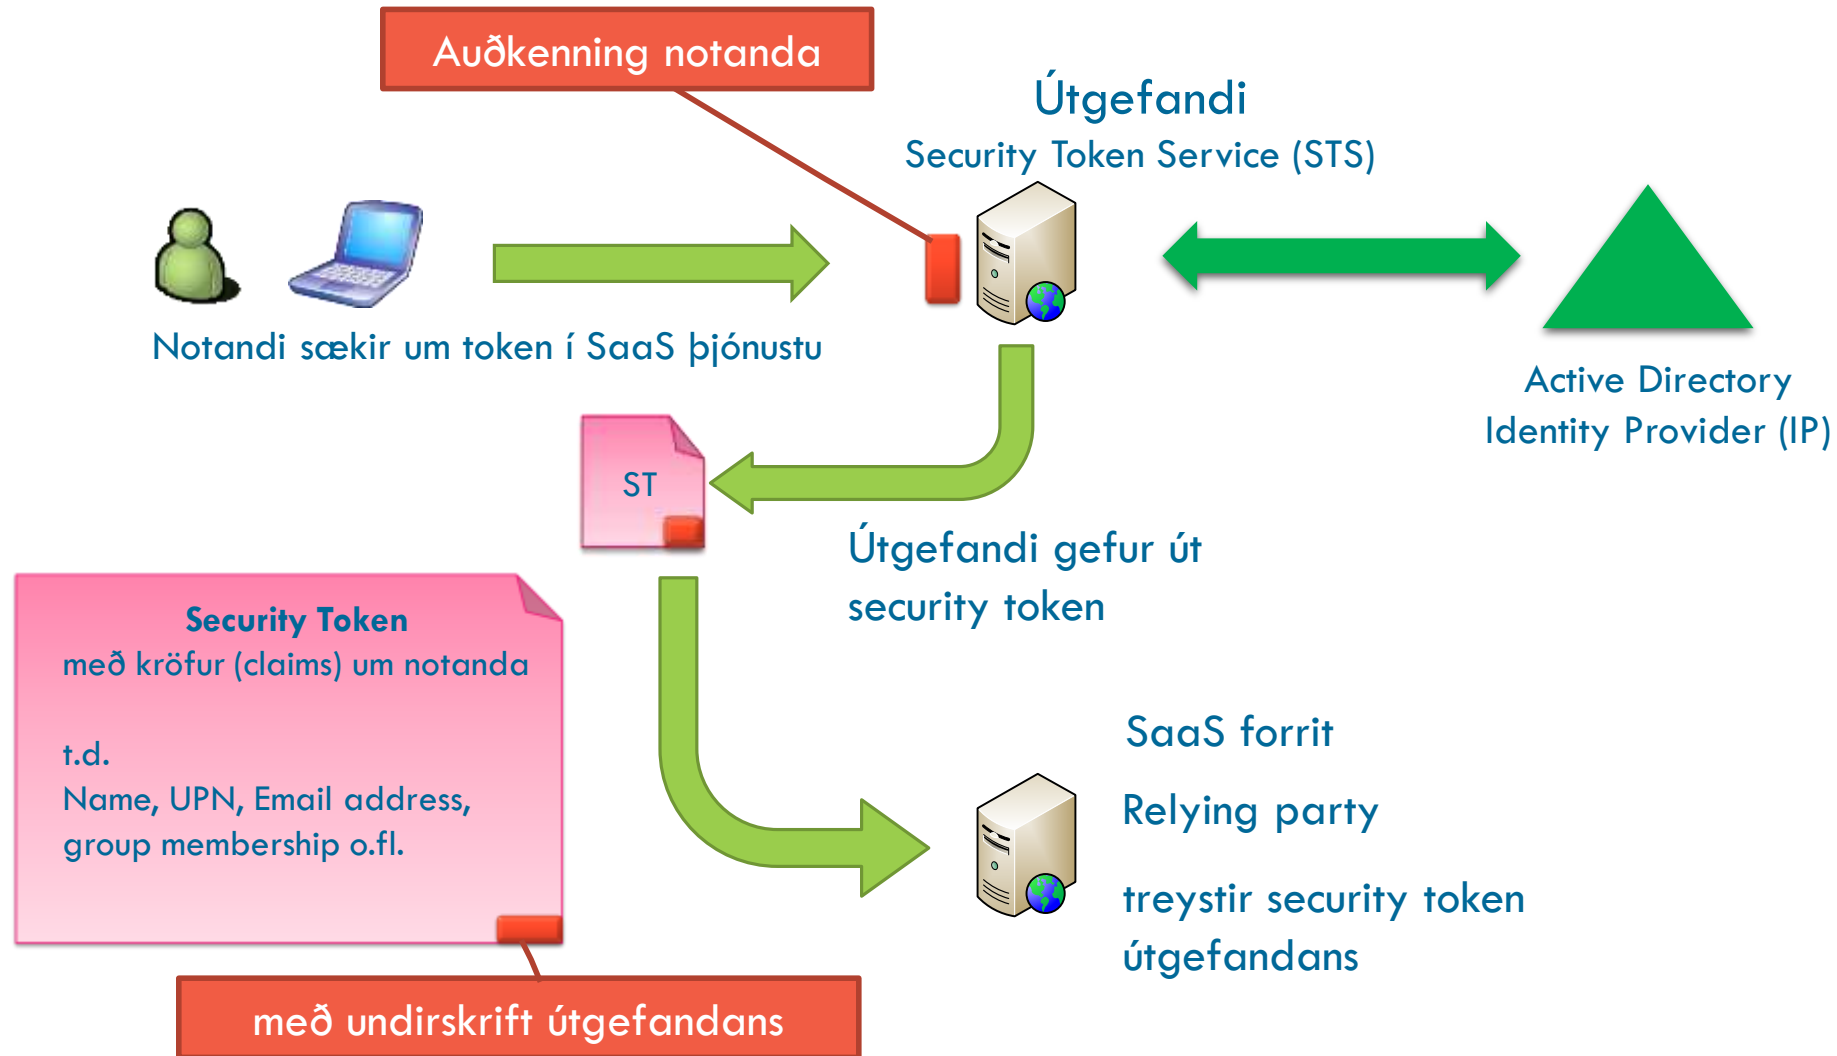 Auðkenning notanda
Útgefandi
Security Token Service (STS)
Notandi sækir um token í SaaS þjónustu
Active Directory
Identity Provider (IP)
ST
Útgefandi gefur út
security token
Security Token
með kröfur (claims) um notanda
t.d.
Name, UPN, Email address,
group membership o.fl.
með undirskrift útgefandans
SaaS forrit
Relying party
treystir security token
útgefandans